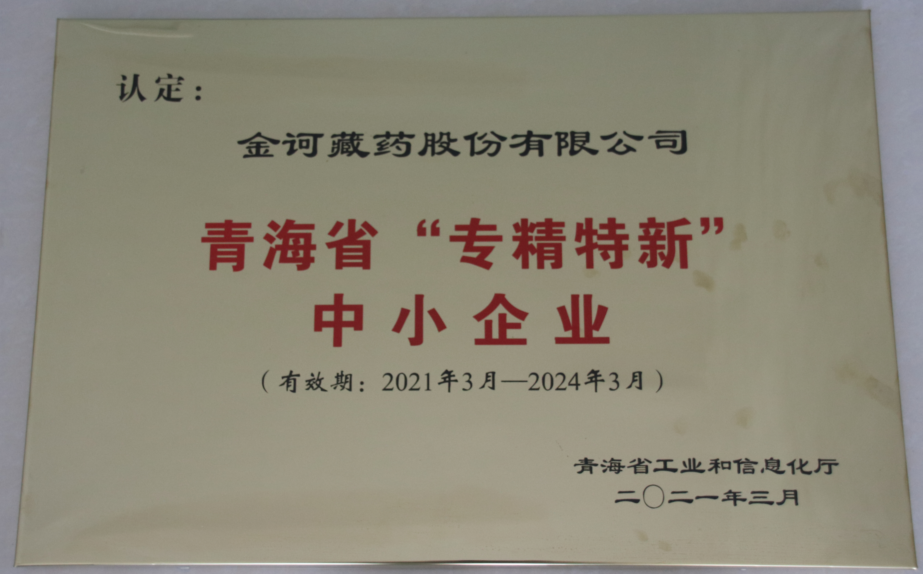 认定：
金诃藏药股份有限公司
青海省“专精特新”
中小企业
（有效期：2021年3月—2024年3月）
青海省工业和信息化厅
二〇二一年三月